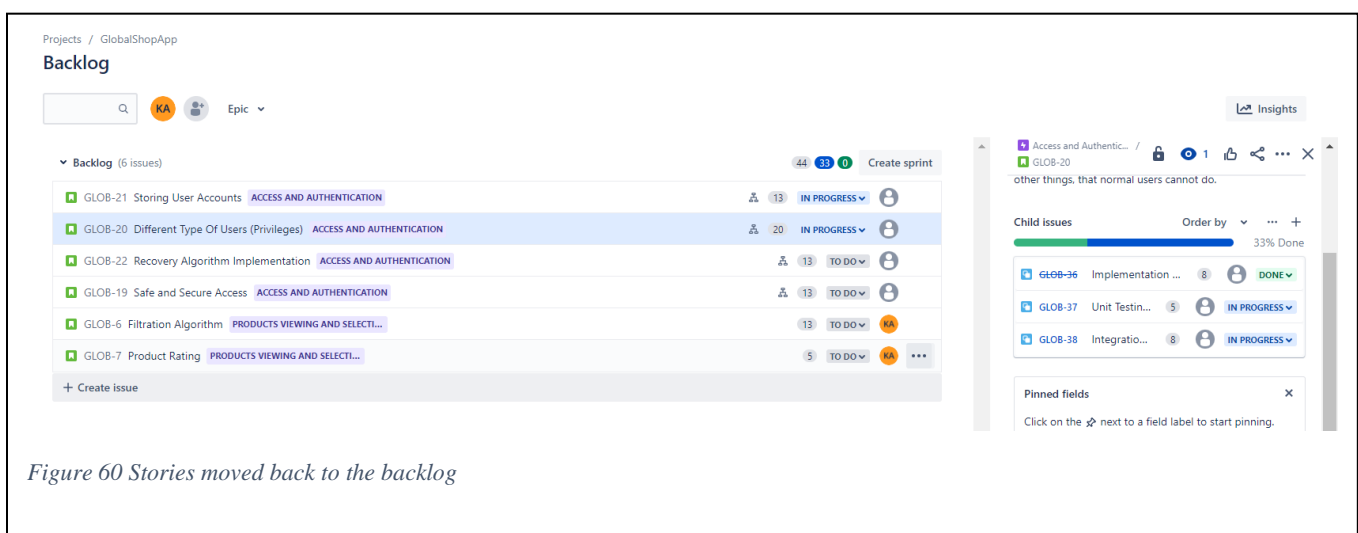 Projects / GlobalShopApp
Backlog
KA
Epic
Insights
Backlog (6 issues)
44 33 0 Create sprint
GLOB-21 Storing User Accounts ACCESS AND AUTHENTICATION 13 IN PROGRESS
GLOB-20 Different Type Of Users (Privileges) ACCESS AND AUTHENTICATION 20 IN PROGRESS
GLOB-22 Recovery Algorithm Implementation ACCESS AND AUTHENTICATION 13 TO DO
GLOB-19 Safe and Secure Access ACCESS AND AUTHENTICATION 13 TO DO
GLOB-6 Filtration Algorithm PRODUCTS VIEWING AND SELECTI... 13 TO DO KA
GLOB-7 Product Rating PRODUCTS VIEWING AND SELECTI... 5 TO DO KA
+ Create issue
Access and Authentic... /
GLOB-20
1
other things, that normal users cannot do.
Child issues Order by
33% Done
GLOB-36 Implementation ... 8 DONE
GLOB-37 Unit Testin... 5 IN PROGRESS
GLOB-38 Integratio... 8 IN PROGRESS
Pinned fields
Click on the next to a field label to start pinning.
Figure 60 Stories moved back to the backlog